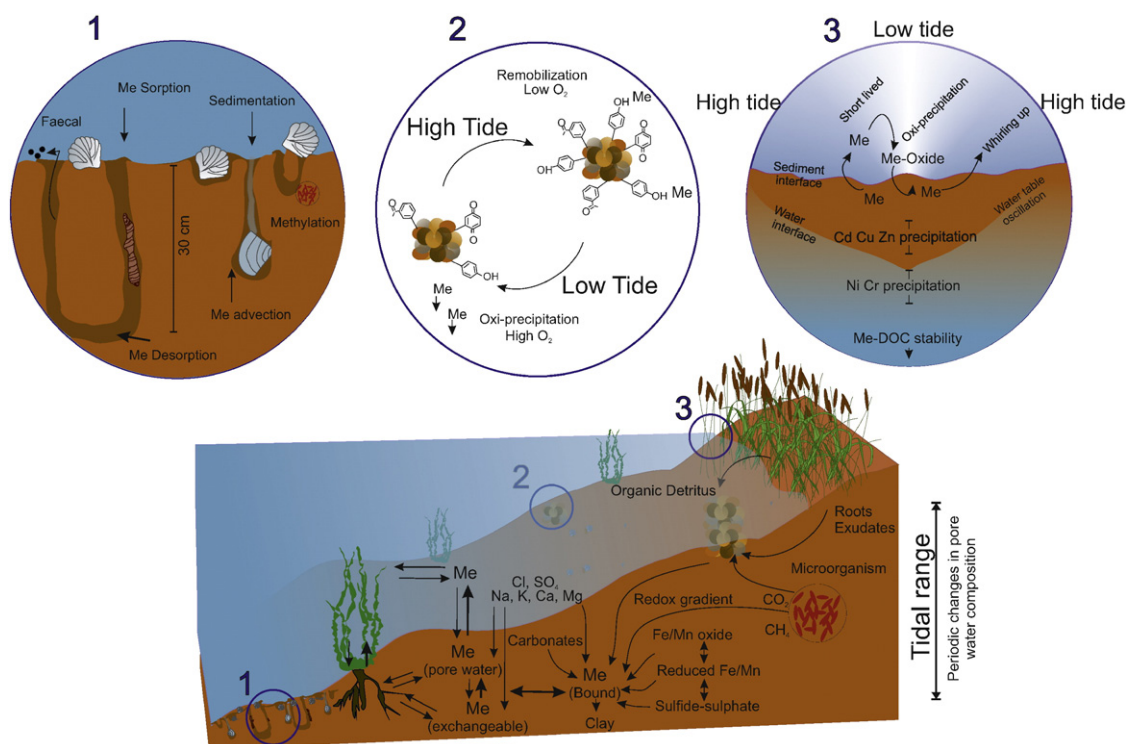 1
Me Sorption
Sedimentation
Faecal
30 cm
Methylation
Me advection
Me Desorption
2
Remobilization
Low O₂
Me
OH
High Tide
O
O
O
O
OH
O
O
OH
Me
O
O
O
OH
Me
Me
Low Tide
Oxi-precipitation
High O₂
3
Low tide
High tide
High tide
Short lived
Oxi-precipitation
Whirling up
Me
Me-Oxide
Sediment
interface
Me
Me
Water
interface
Water table
oscillation
Cd Cu Zn precipitation
Ni Cr precipitation
Me-DOC stability
3
2
Organic Detritus
Roots
Exudates
Microorganism
CO₂
CH₄
Redox gradient
Me
Cl, SO₄
Na, K, Ca, Mg
Carbonates
Fe/Mn oxide
Me
(pore water)
Me
(Bound)
Reduced Fe/Mn
Me
(exchangeable)
Sulfide-sulphate
Clay
1
Tidal range
Periodic changes in pore
water composition